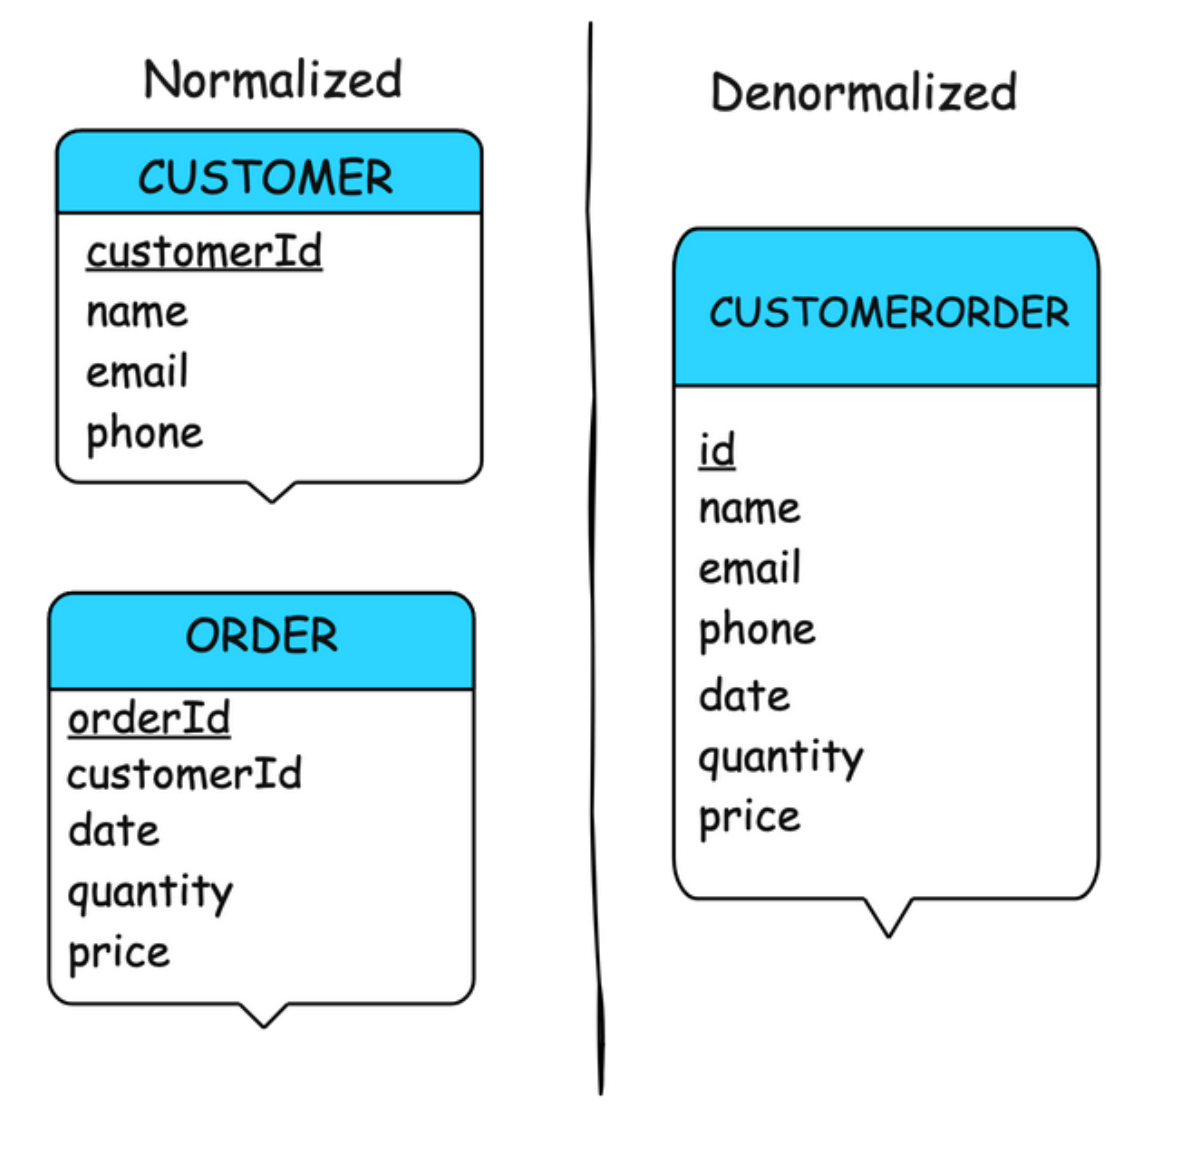 Normalized
CUSTOMER
customerId
name
email
phone
ORDER
orderId
customerId
date
quantity
price
Denormalized
CUSTOMERORDER
id
name
email
phone
date
quantity
price